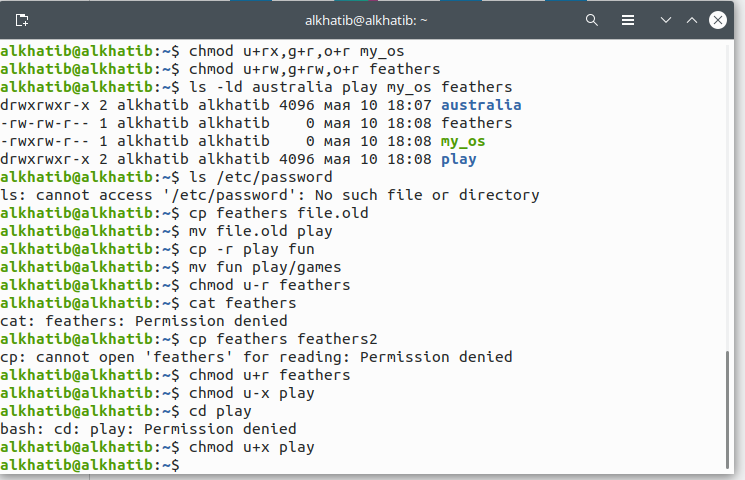 alkhatib@alkhatib: ~
alkhatib@alkhatib:~$ chmod u+rx,g+r,o+r my_os
alkhatib@alkhatib:~$ chmod u+rw,g+rw,o+r feathers
alkhatib@alkhatib:~$ ls -ld australia play my_os feathers
drwxrwxr-x 2 alkhatib alkhatib 4096 мая 10 18:07 australia
-rw-rw-r-- 1 alkhatib alkhatib    0 мая 10 18:08 feathers
-rwxrw-r-- 1 alkhatib alkhatib    0 мая 10 18:08 my_os
drwxrwxr-x 2 alkhatib alkhatib 4096 мая 10 18:08 play
alkhatib@alkhatib:~$ ls /etc/password
ls: cannot access '/etc/password': No such file or directory
alkhatib@alkhatib:~$ cp feathers file.old
alkhatib@alkhatib:~$ mv file.old play
alkhatib@alkhatib:~$ cp -r play fun
alkhatib@alkhatib:~$ mv fun play/games
alkhatib@alkhatib:~$ chmod u-r feathers
alkhatib@alkhatib:~$ cat feathers
cat: feathers: Permission denied
alkhatib@alkhatib:~$ cp feathers feathers2
cp: cannot open 'feathers' for reading: Permission denied
alkhatib@alkhatib:~$ chmod u+r feathers
alkhatib@alkhatib:~$ chmod u-x play
alkhatib@alkhatib:~$ cd play
bash: cd: play: Permission denied
alkhatib@alkhatib:~$ chmod u+x play
alkhatib@alkhatib:~$